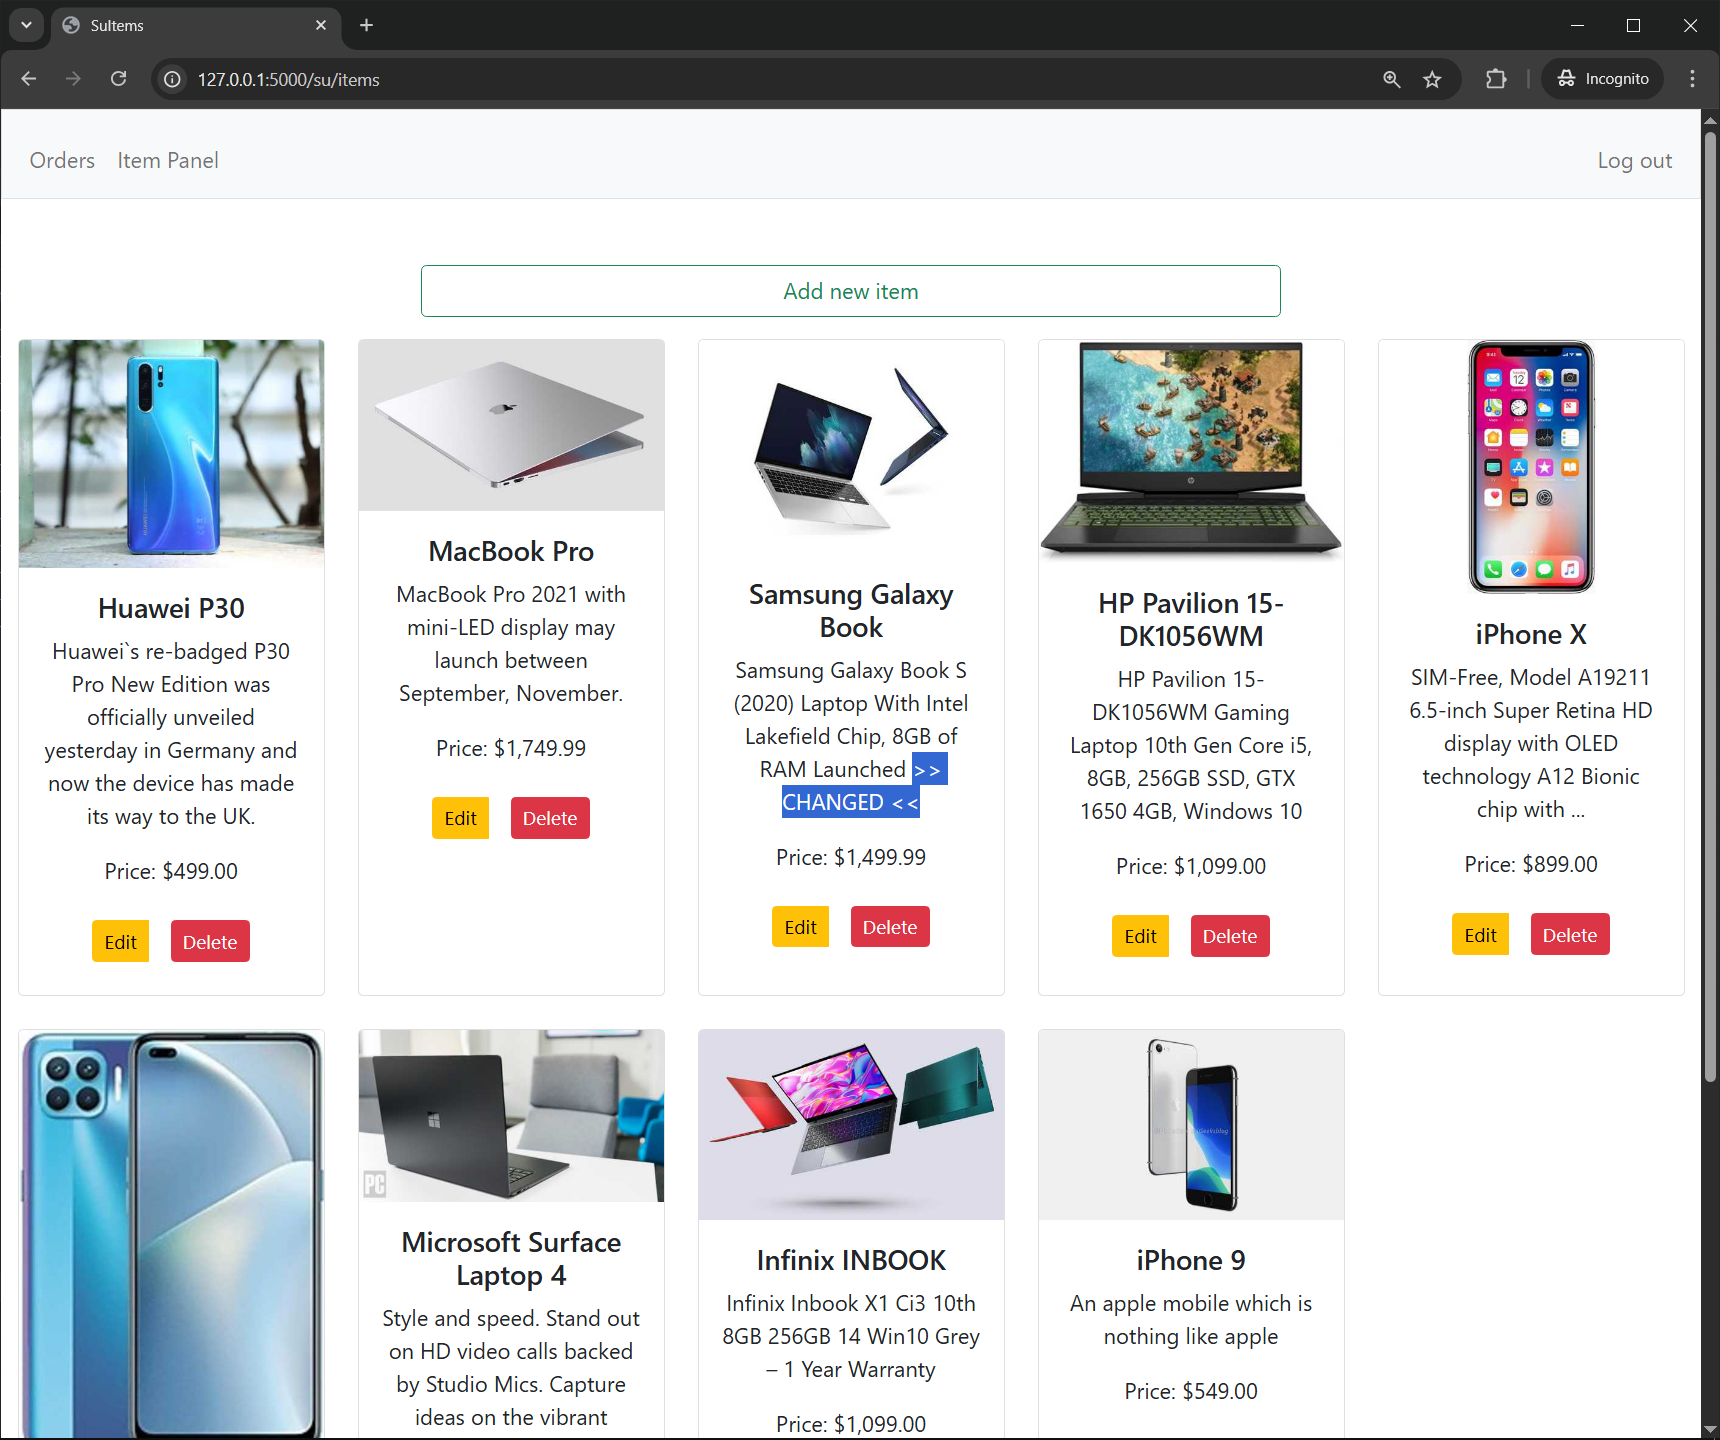 SuItems
127.0.0.1:5000/su/items
Incognito
Orders
Item Panel
Log out
Add new item
Huawei P30
Huawei`s re-badged P30
Pro New Edition was
officially unveiled
yesterday in Germany and
now the device has made
its way to the UK.
Price: $499.00
Edit
Delete
MacBook Pro
MacBook Pro 2021 with
mini-LED display may
launch between
September, November.
Price: $1,749.99
Edit
Delete
Samsung Galaxy
Book
Samsung Galaxy Book S
(2020) Laptop With Intel
Lakefield Chip, 8GB of
RAM Launched >>
CHANGED <<
Price: $1,499.99
Edit
Delete
HP Pavilion 15-
DK1056WM
HP Pavilion 15-
DK1056WM Gaming
Laptop 10th Gen Core i5,
8GB, 256GB SSD, GTX
1650 4GB, Windows 10
Price: $1,099.00
Edit
Delete
iPhone X
SIM-Free, Model A19211
6.5-inch Super Retina HD
display with OLED
technology A12 Bionic
chip with ...
Price: $899.00
Edit
Delete
PC
Microsoft Surface
Laptop 4
Style and speed. Stand out
on HD video calls backed
by Studio Mics. Capture
ideas on the vibrant
Infinix INBOOK
Infinix Inbook X1 Ci3 10th
8GB 256GB 14 Win10 Grey
– 1 Year Warranty
Price: $1,099.00
iPhone 9
An apple mobile which is
nothing like apple
Price: $549.00